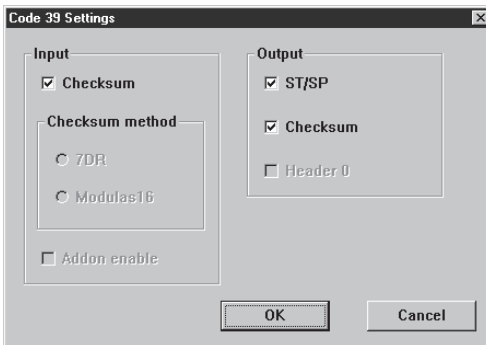 Code 39 Settings
Input
Checksum
Checksum method
7DR
Modulas16
Addon enable
Output
ST/SP
Checksum
Header 0
OK
Cancel